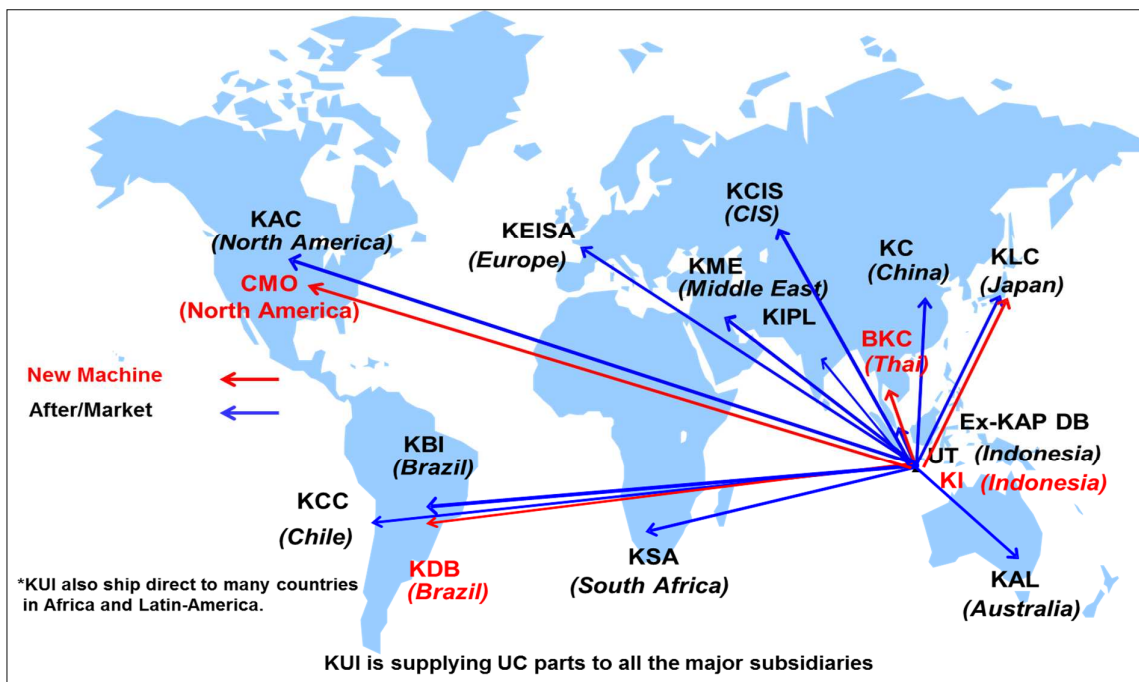 KAC
(North America)
CMO
(North America)
KEISA
(Europe)
KCIS
(CIS)
KME
(Middle East)
KIPL
KC
(China)
KLC
(Japan)
BKC
(Thai)
New Machine
After/Market
Ex-KAP DB
UT (Indonesia)
KI (Indonesia)
KBI
(Brazil)
KCC
(Chile)
KDB
(Brazil)
KSA
(South Africa)
KAL
(Australia)
*KUI also ship direct to many countries
in Africa and Latin-America.
KUI is supplying UC parts to all the major subsidiaries